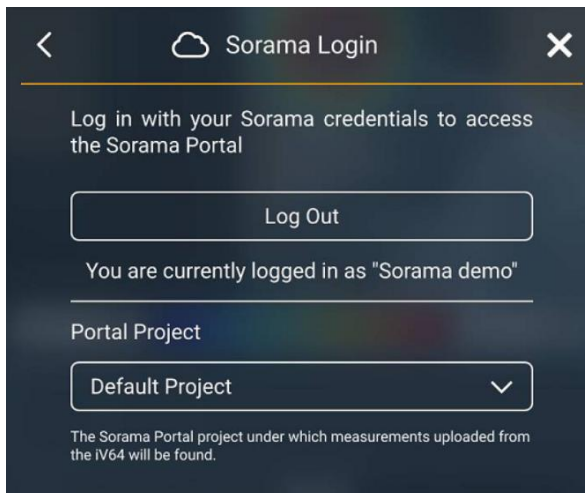 Sorama Login
Log in with your Sorama credentials to access
the Sorama Portal
Log Out
You are currently logged in as "Sorama demo"
Portal Project
Default Project
The Sorama Portal project under which measurements uploaded from
the iV64 will be found.